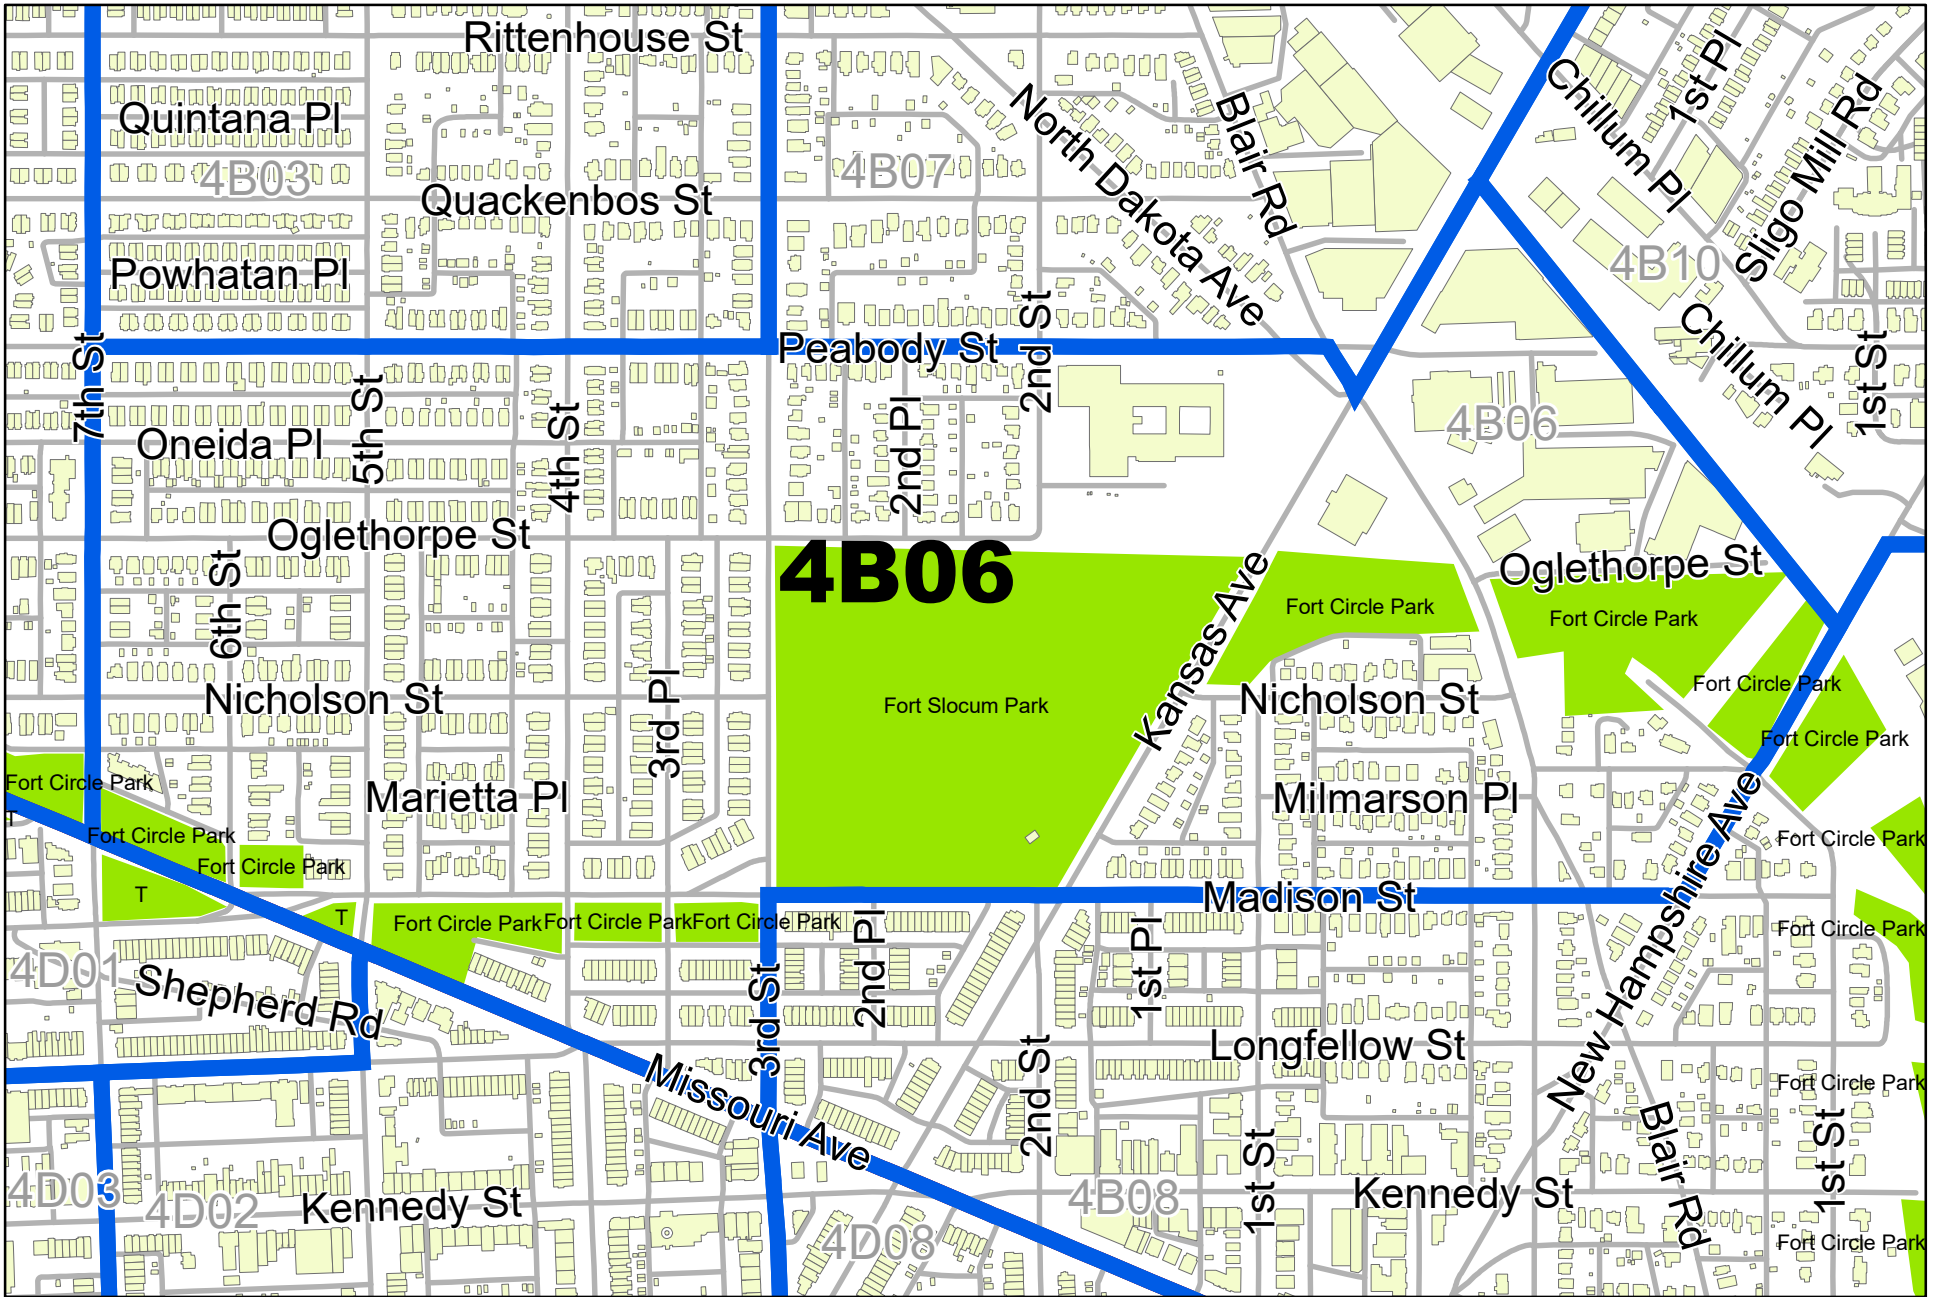 Rittenhouse St
Quintana Pl
4B03
4B07
Quackenbos St
North Dakota Ave
Blair Rd
Chillum Pl
1st Pl
Sligo Mill Rd
Powhatan Pl
4B10
7th St
Peabody St
2nd St
Chillum Pl
1st St
5th St
4th St
2nd Pl
Oneida Pl
4B06
Oglethorpe St
4B06
Oglethorpe St
6th St
Kansas Ave
Fort Circle Park
Fort Circle Park
3rd Pl
Nicholson St
Fort Slocum Park
Nicholson St
Fort Circle Park
Fort Circle Park
Fort Circle Park
Marietta Pl
Milmarson Pl
T
Fort Circle Park
Fort Circle Park
Fort Circle Park
T
T
Fort Circle Park
Fort Circle Park
Fort Circle Park
Madison St
New Hampshire Ave
Fort Circle Park
4D01
Shepherd Rd
3rd St
2nd Pl
1st Pl
Longfellow St
2nd St
Missouri Ave
Fort Circle Park
4D03
4D02
Kennedy St
4D08
4B08
1st St
Kennedy St
Blair Rd
1st St
Fort Circle Park